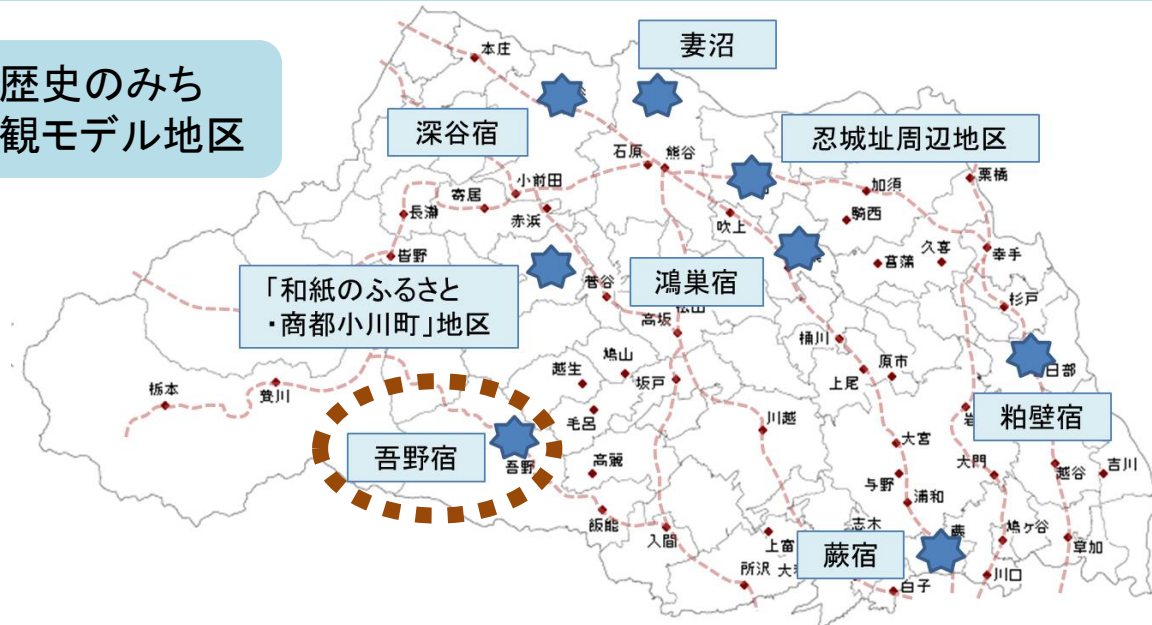 歴史のみち
観モデル地区
本庄
妻沼
深谷宿
忍城址周辺地区
石原
熊谷
栗橋
小前田
加須
寄居
長瀞
赤浜
騎西
吹上
皆野
久喜
菖蒲
幸手
「和紙のふるさと
・商都小川町」地区
菅谷
鴻巣宿
杉戸
高坂
桶川
鳩山
越生
原市
栃本
贄川
坂戸
上尾
日部
毛呂
川越
粕壁宿
吾野宿
大宮
高麗
大門
吾野
越谷
吉川
与野
浦和
飯能
志木
蕨
鳩ヶ谷
入間
上富
蕨宿
草加
所沢
川口
白子